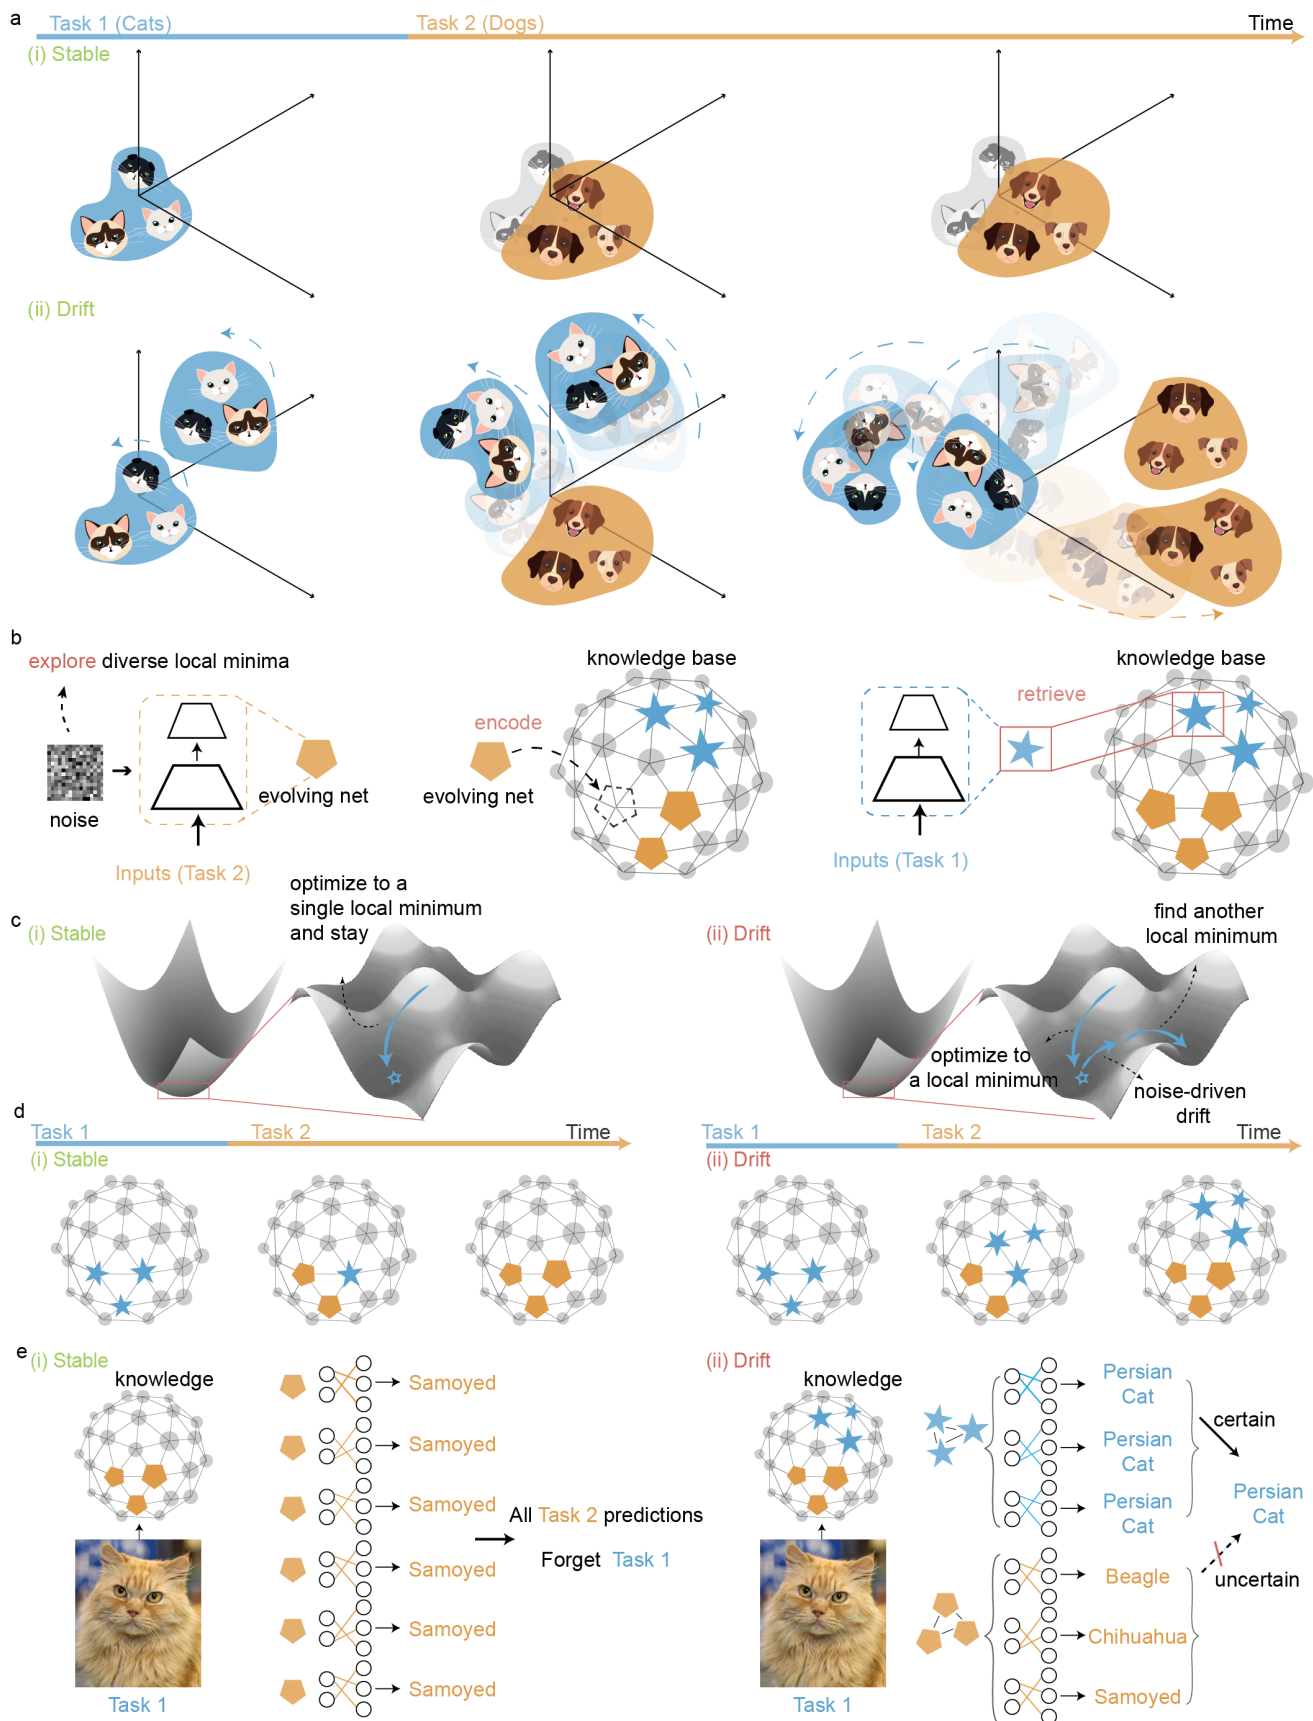 a
Task 1 (Cats)
Task 2 (Dogs)
Time
(i) Stable
(ii) Drift
b
explore diverse local minima
noise
evolving net
Inputs (Task 2)
encode
evolving net
knowledge base
Inputs (Task 1)
retrieve
knowledge base
c
(i) Stable
optimize to a
single local minimum
and stay
(ii) Drift
find another
local minimum
optimize to
a local minimum
noise-driven
drift
d
Task 1
Task 2
Time
(i) Stable
Task 1
Task 2
Time
(ii) Drift
e
(i) Stable
knowledge
Task 1
Samoyed
Samoyed
Samoyed
Samoyed
Samoyed
Samoyed
All Task 2 predictions
Forget Task 1
(ii) Drift
knowledge
Task 1
Persian
Cat
Persian
Cat
Persian
Cat
Beagle
Chihuahua
Samoyed
certain
Persian
Cat
uncertain